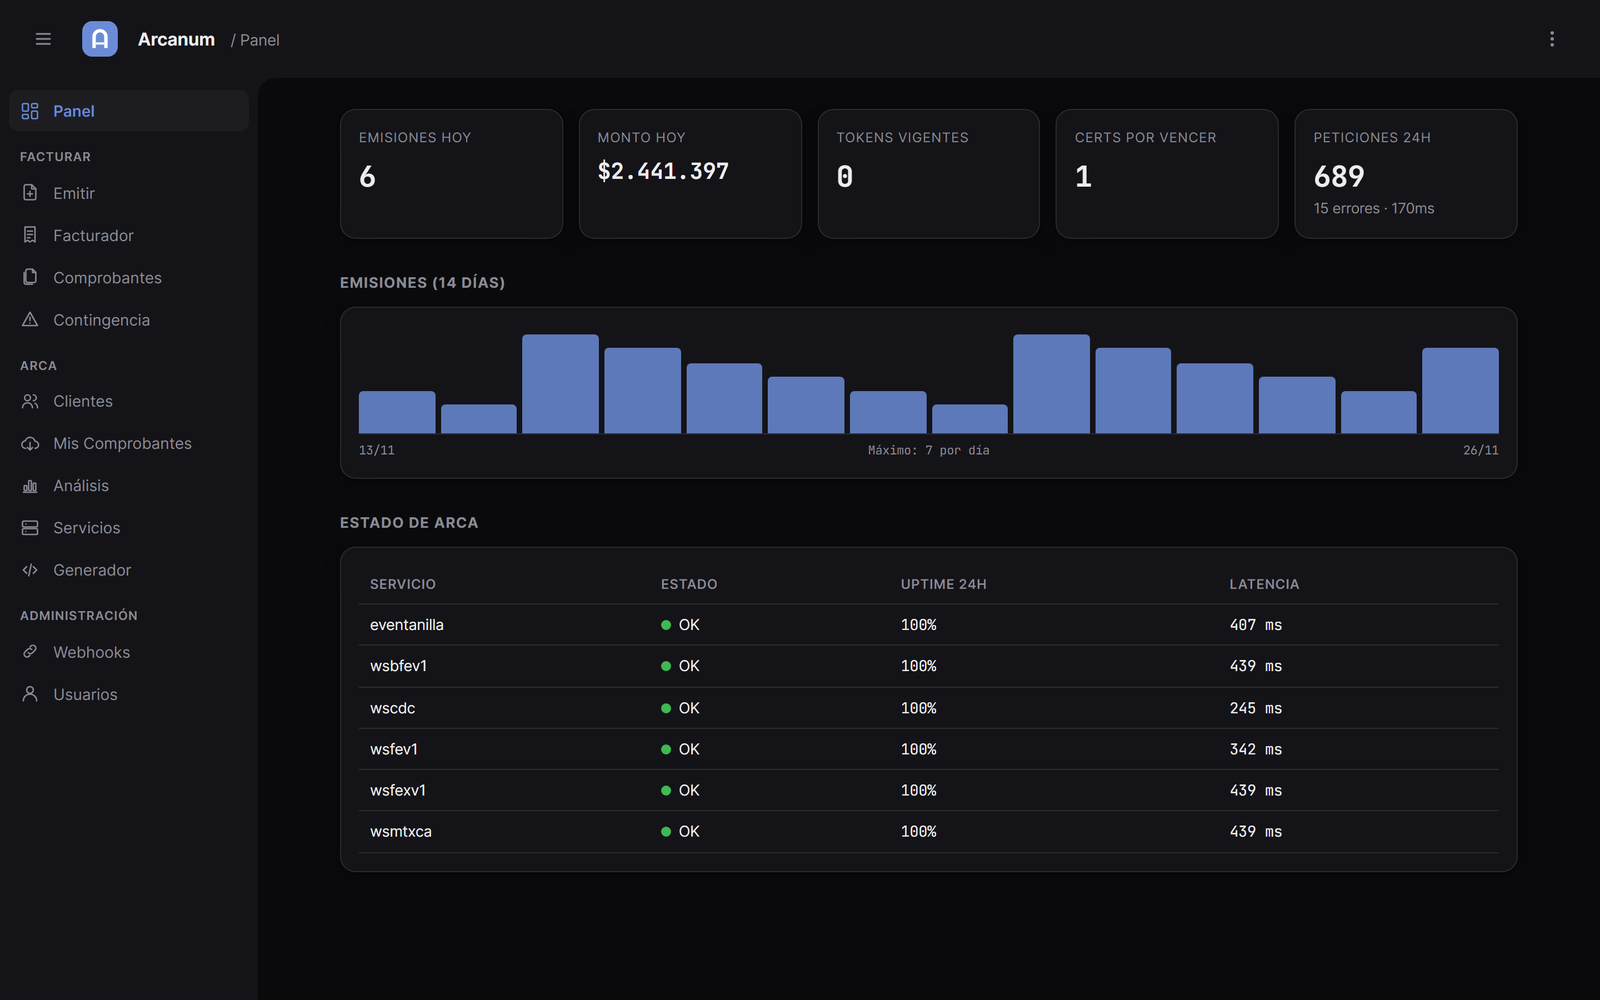 Arcanum / Panel
Panel
FACTURAR
Emitir
Facturador
Comprobantes
Contingencia
ARCA
Clientes
Mis Comprobantes
Análisis
Servicios
Generador
ADMINISTRACIÓN
Webhooks
Usuarios
EMISIONES HOY
6
MONTO HOY
$2.441.397
TOKENS VIGENTES
0
CERTS POR VENCER
1
PETICIONES 24H
689
15 errores · 170ms
EMISIONES (14 DÍAS)
13/11 Máximo: 7 por día 26/11
ESTADO DE ARCA
SERVICIO ESTADO UPTIME 24H LATENCIA
eventanilla OK 100% 407 ms
wsbfev1 OK 100% 439 ms
wscdc OK 100% 245 ms
wsfev1 OK 100% 342 ms
wsfexv1 OK 100% 439 ms
wsmtxca OK 100% 439 ms